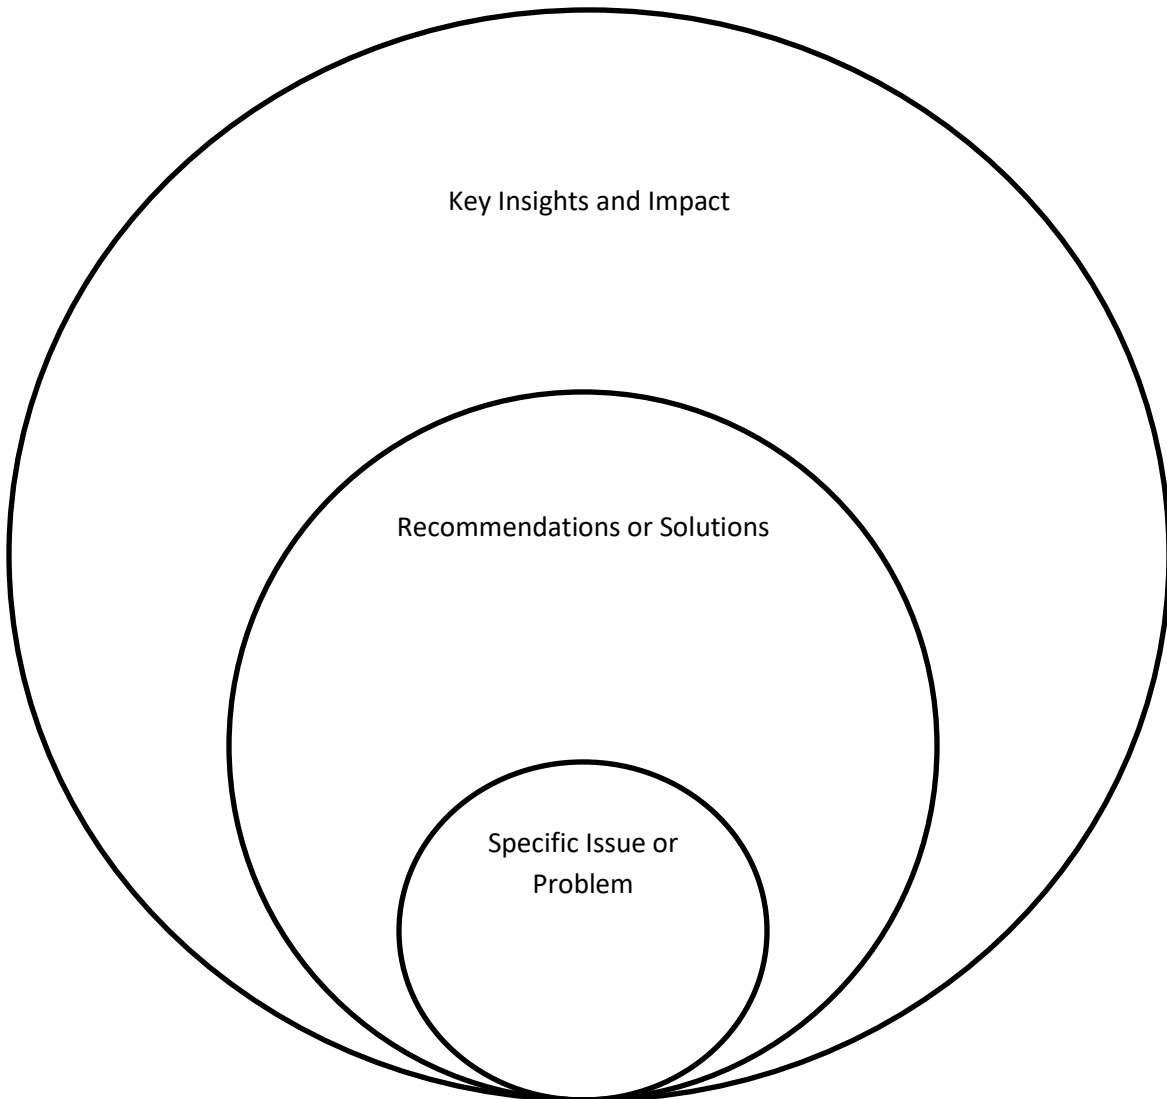 Key Insights and Impact
Recommendations or Solutions
Specific Issue or
Problem